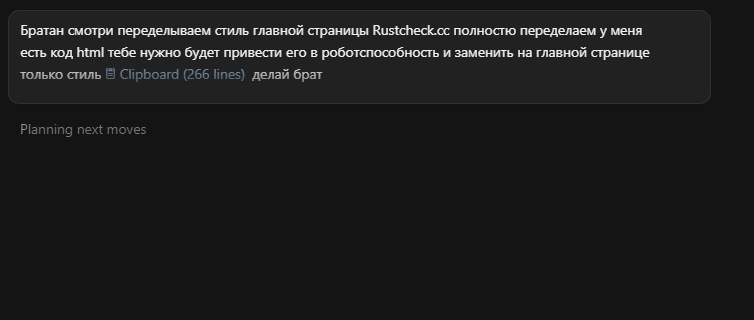 Братан смотри переделываем стиль главной страницы Rustcheck.cc полностю переделаем у меня
есть код html тебе нужно будет привести его в роботспособность и заменить на главной странице
только стиль Clipboard (266 lines) делай брат
Planning next moves